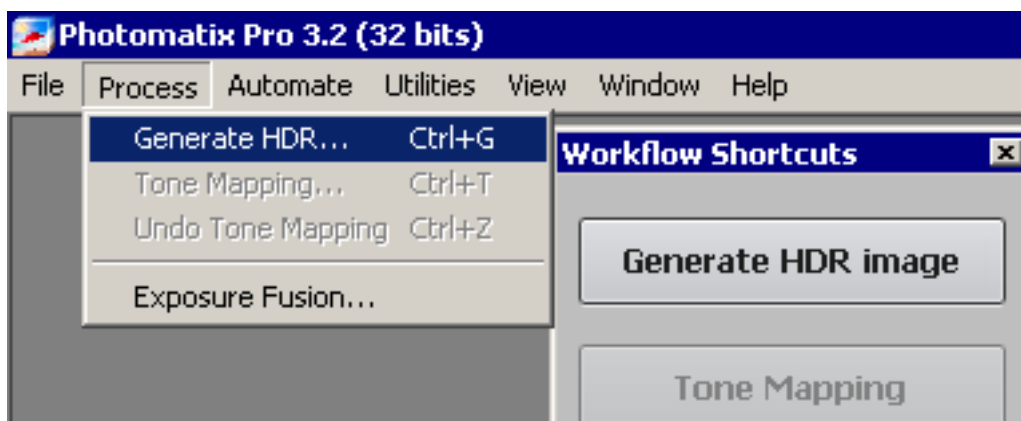 Photomatix Pro 3.2 (32 bits)
File Process Automate Utilities View Window Help
Generate HDR... Ctrl+G
Tone Mapping... Ctrl+T
Undo Tone Mapping Ctrl+Z
Exposure Fusion...
Workflow Shortcuts
Generate HDR image
Tone Mapping